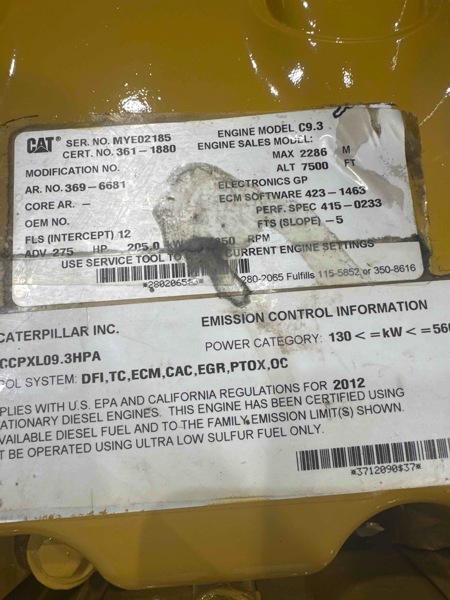 CAT® SER. NO. MYE02185 ENGINE MODEL C9.3
CERT. NO. 361-1880 ENGINE SALES MODEL:
MODIFICATION NO. MAX 2286 M
ALT 7500 FT
AR. NO. 369-6681 ELECTRONICS GP
CORE AR. - ECM SOFTWARE 423-1463
OEM NO. PERF. SPEC 415-0233
FLS (INTERCEPT) 12 FTS (SLOPE) -5
ADV 275 HP 205.0 RPM
USE SERVICE TOOL TO CURRENT ENGINE SETTINGS
280-2065 Fulfills 115-5852 or 350-8616
CATERPILLAR INC. EMISSION CONTROL INFORMATION
CCPXL09.3HPA POWER CATEGORY: 130 < =kW < =560
OL SYSTEM: DFI,TC,ECM,CAC,EGR,PTOX,OC
PLIES WITH U.S. EPA AND CALIFORNIA REGULATIONS FOR 2012
ATIONARY DIESEL ENGINES. THIS ENGINE HAS BEEN CERTIFIED USING
VAILABLE DIESEL FUEL AND TO THE FAMILY EMISSION LIMIT(S) SHOWN.
T BE OPERATED USING ULTRA LOW SULFUR FUEL ONLY.
*3712090$37*